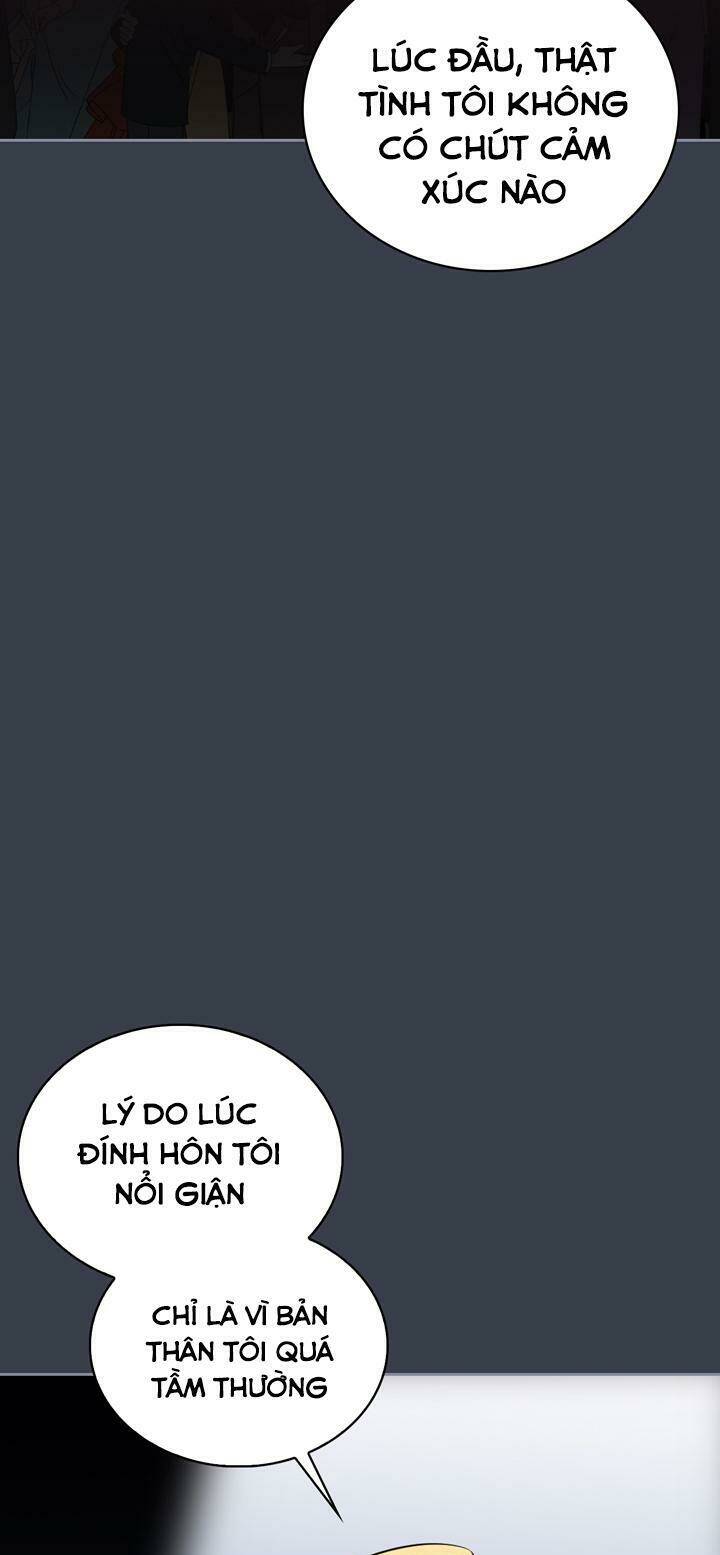 LÚC ĐẦU, THẬT
TÌNH TÔI KHÔNG
CÓ CHÚT CẢM
XÚC NÀO
LÝ DO LÚC
ĐÍNH HÔN TÔI
NỔI GIẬN
CHỈ LÀ VÌ BẢN
THÂN TÔI QUÁ
TẦM THƯỜNG